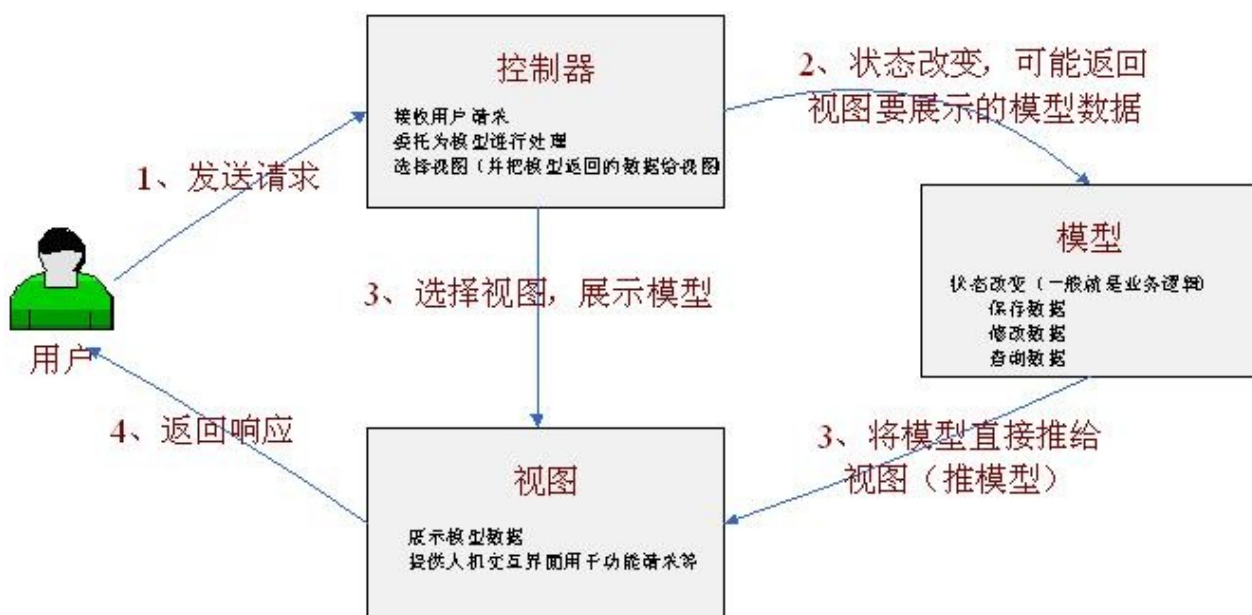 控制器
接收用户请求
委托为模型进行处理
选择视图（并把模型返回的数据给视图）
2、状态改变，可能返回
视图要展示的模型数据
1、发送请求
模型
状态改变（一般就是业务逻辑）
保存数据
修改数据
查询数据
3、选择视图，展示模型
用户
4、返回响应
3、将模型直接推给
视图（推模型）
视图
展示模型数据
提供人机交互界面用于功能请求等